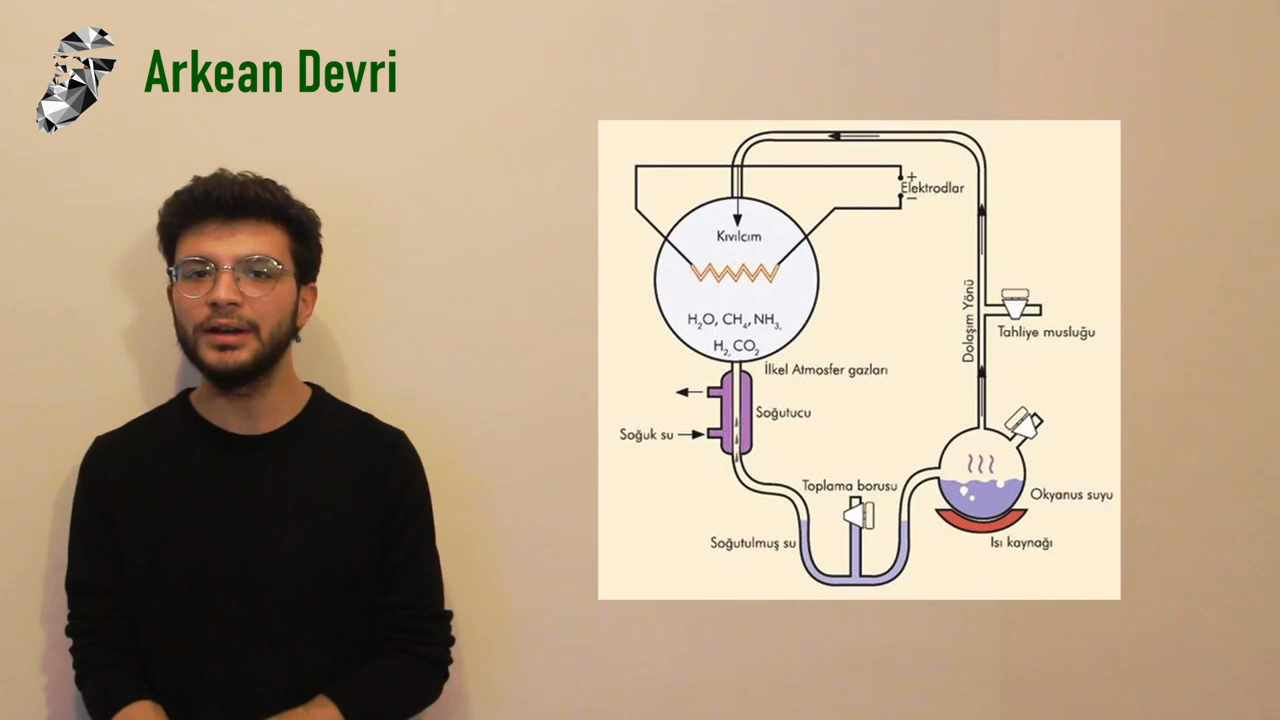 Arkean Devri
+
Elektrodlar
−
Kıvılcım
H₂O, CH₄, NH₃,
H₂ CO₂
Dolaşım Yönü
Tahliye musluğu
İlkel Atmosfer gazları
Soğutucu
Soğuk su
Toplama borusu
Okyanus suyu
Soğutulmuş su
Isı kaynağı